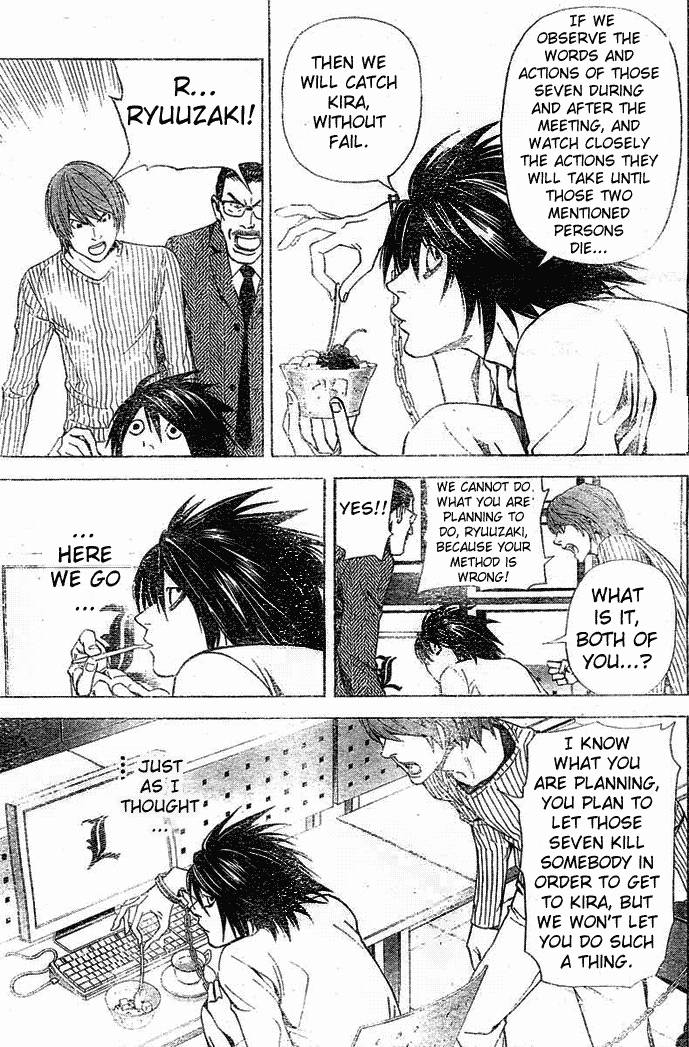 IF WE
OBSERVE THE
WORDS AND
ACTIONS OF THOSE
SEVEN DURING
AND AFTER THE
MEETING, AND
WATCH CLOSELY
THE ACTIONS THEY
WILL TAKE UNTIL
THOSE TWO
MENTIONED
PERSONS
DIE...
THEN WE
WILL CATCH
KIRA,
WITHOUT
FAIL.
R...
RYUUZAKI!
WE CANNOT DO
WHAT YOU ARE
PLANNING TO
DO, RYUUZAKI,
BECAUSE YOUR
METHOD IS
WRONG!
YES!!
WHAT
IS IT,
BOTH OF
YOU...?
...
HERE
WE GO
...
L
L
I KNOW
WHAT YOU
ARE PLANNING,
YOU PLAN TO
LET THOSE
SEVEN KILL
SOMEBODY IN
ORDER TO GET
TO KIRA, BUT
WE WON'T LET
YOU DO SUCH
A THING.
...JUST
AS I
THOUGHT
...
L